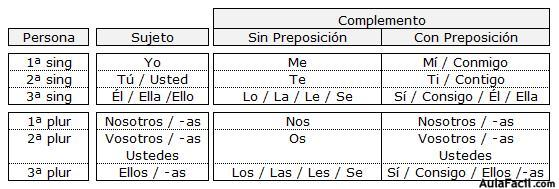 Complemento
Persona Sujeto Sin Preposición Con Preposición
1ª sing Yo Me Mí / Conmigo
2ª sing Tú / Usted Te Ti / Contigo
3ª sing Él / Ella /Ello Lo / La / Le / Se Sí / Consigo / Él / Ella
1ª plur Nosotros / -as Nos Nosotros / -as
2ª plur Vosotros / -as Os Vosotros / -as
Ustedes Ustedes
3ª plur Ellos / -as Los / Las / Les / Se Sí / Consigo / Ellos /-as
AulaFacil.com